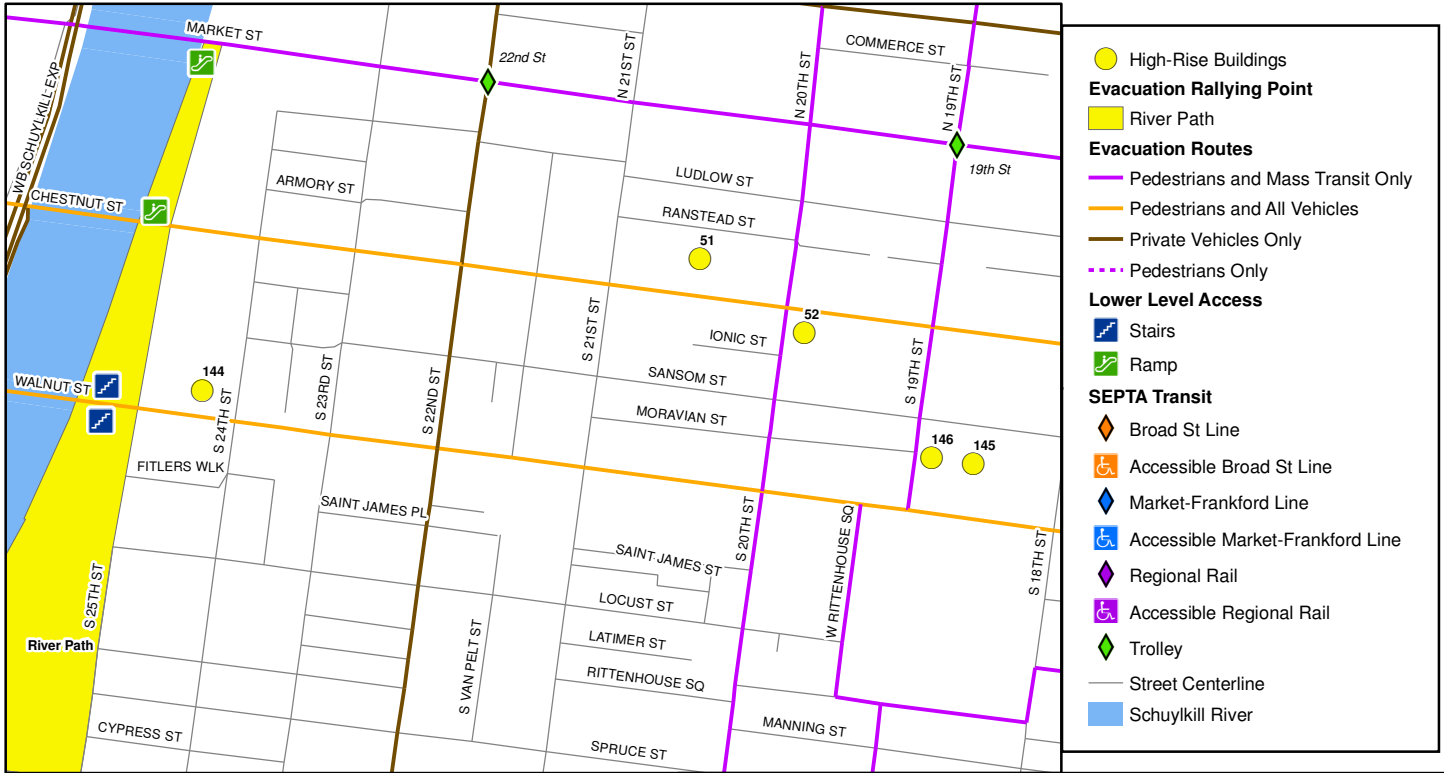 MARKET ST
22nd St
N 21ST ST
N 20TH ST
COMMERCE ST
N 19TH ST
19th St
WB SCHUYLKILL EXP
CHESTNUT ST
ARMORY ST
LUDLOW ST
RANSTEAD ST
51
52
IONIC ST
S 21ST ST
SANSOM ST
MORAVIAN ST
S 19TH ST
WALNUT ST
144
S 24TH ST
S 23RD ST
S 22ND ST
146
145
FITLERS WLK
SAINT JAMES PL
SAINT JAMES ST
S 20TH ST
W RITTENHOUSE SQ
S 18TH ST
S 25TH ST
LOCUST ST
River Path
S VAN PELT ST
LATIMER ST
RITTENHOUSE SQ
CYPRESS ST
SPRUCE ST
MANNING ST
High-Rise Buildings
Evacuation Rallying Point
River Path
Evacuation Routes
Pedestrians and Mass Transit Only
Pedestrians and All Vehicles
Private Vehicles Only
Pedestrians Only
Lower Level Access
Stairs
Ramp
SEPTA Transit
Broad St Line
Accessible Broad St Line
Market-Frankford Line
Accessible Market-Frankford Line
Regional Rail
Accessible Regional Rail
Trolley
Street Centerline
Schuylkill River